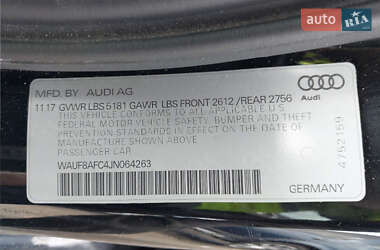 auto RIA
MFD. BY AUDI AG
11 17 GVWR LBS 5181 GAWR LBS FRONT 2612 / REAR 2756
THIS VEHICLE CONFORMS TO ALL APPLICABLE U.S.
FEDERAL MOTOR VEHICLE SAFETY, BUMPER, AND
THEFT PREVENTION STANDARDS IN EFFECT ON THE
DATE OF MANUFACTURE SHOWN ABOVE
PASSENGER CAR
WAUF8AFC4JN064263
GERMANY
Audi
4752159